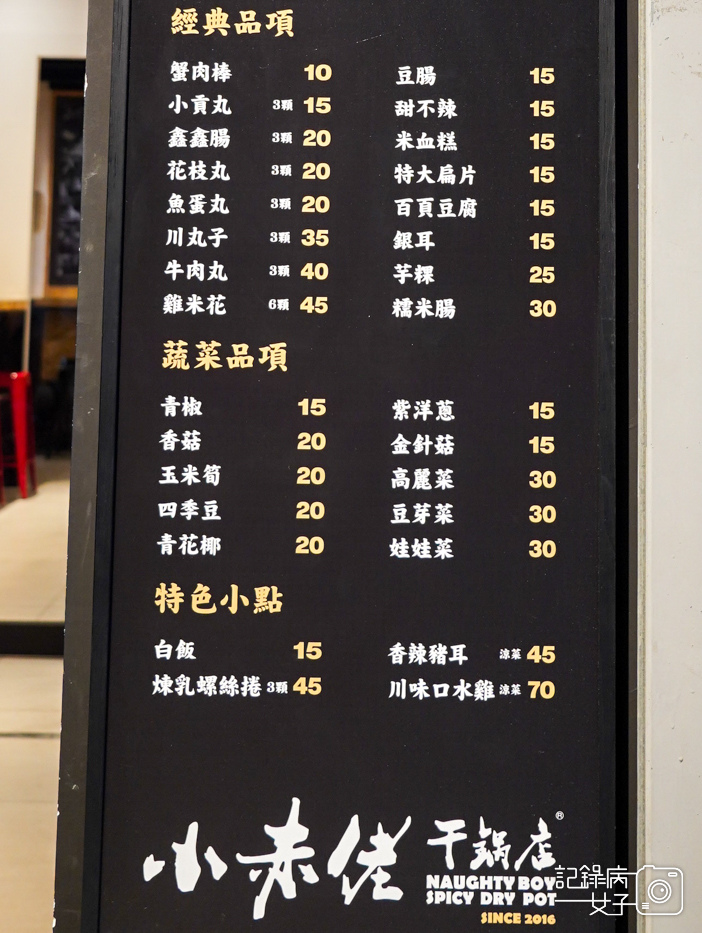 經典品項
蟹肉棒 10
小貢丸 3顆 15
鑫鑫腸 3顆 20
花枝丸 3顆 20
魚蛋丸 3顆 20
川丸子 3顆 35
牛肉丸 3顆 40
雞米花 6顆 45
豆腸 15
甜不辣 15
米血糕 15
特大扁片 15
百頁豆腐 15
銀耳 15
芋粿 25
糯米腸 30
蔬菜品項
青椒 15
香菇 20
玉米筍 20
四季豆 20
青花椰 20
紫洋蔥 15
金針菇 15
高麗菜 30
豆芽菜 30
娃娃菜 30
特色小點
白飯 15
煉乳螺絲捲 3顆 45
香辣豬耳 涼菜 45
川味口水雞 涼菜 70
小赤佬 干鍋店®
NAUGHTY BOY
SPICY DRY POT
SINCE 2016
記錄病
女子